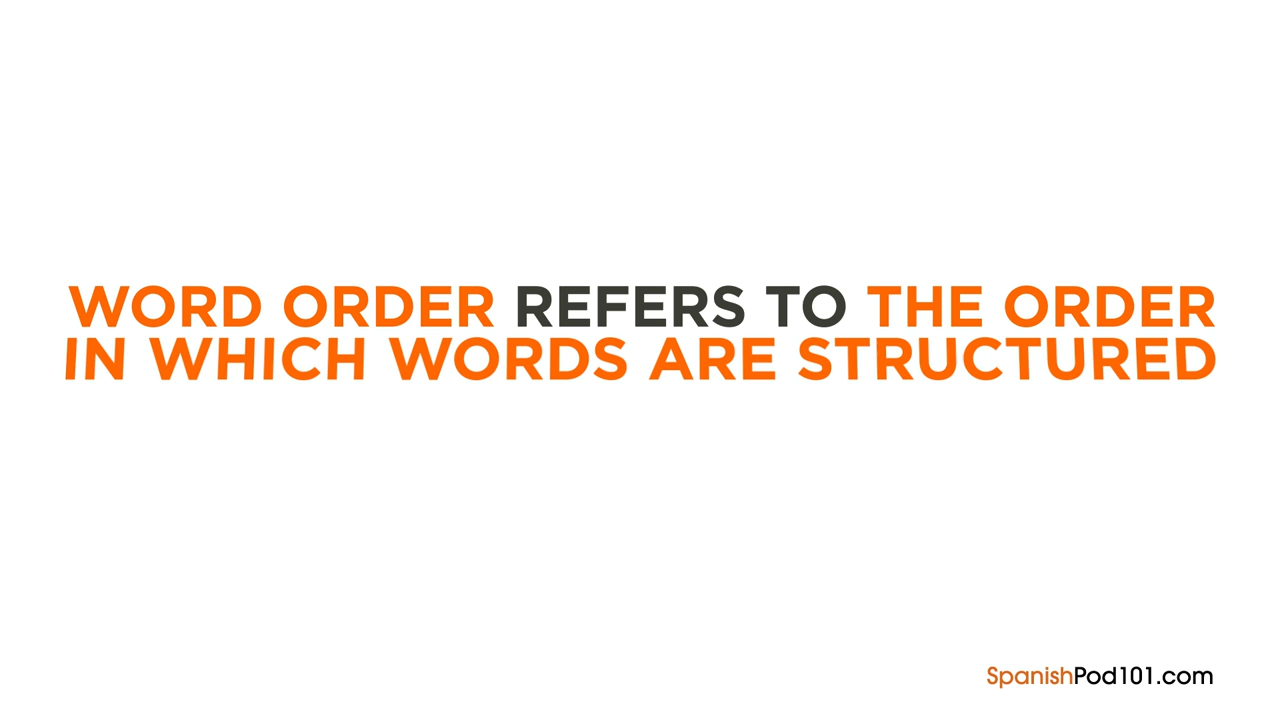 WORD ORDER REFERS TO THE ORDER
IN WHICH WORDS ARE STRUCTURED
SpanishPod101.com